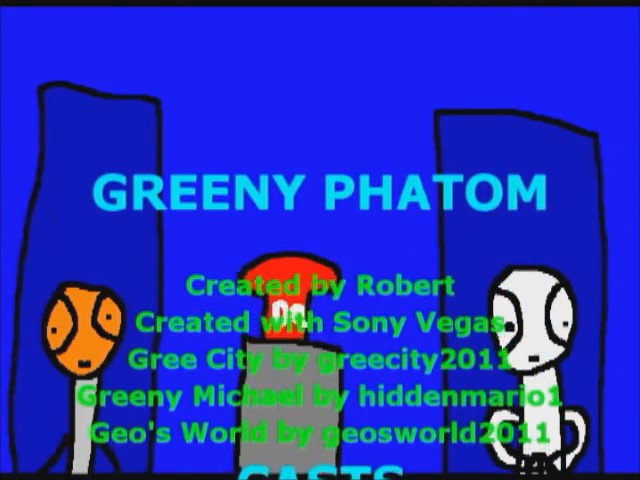 GREENY PHATOM
Created by Robert
Created with Sony Vegas
Gree City by greecity2011
Greeny Michael by hiddenmario1
Geo's World by geosworld2011
CASTS